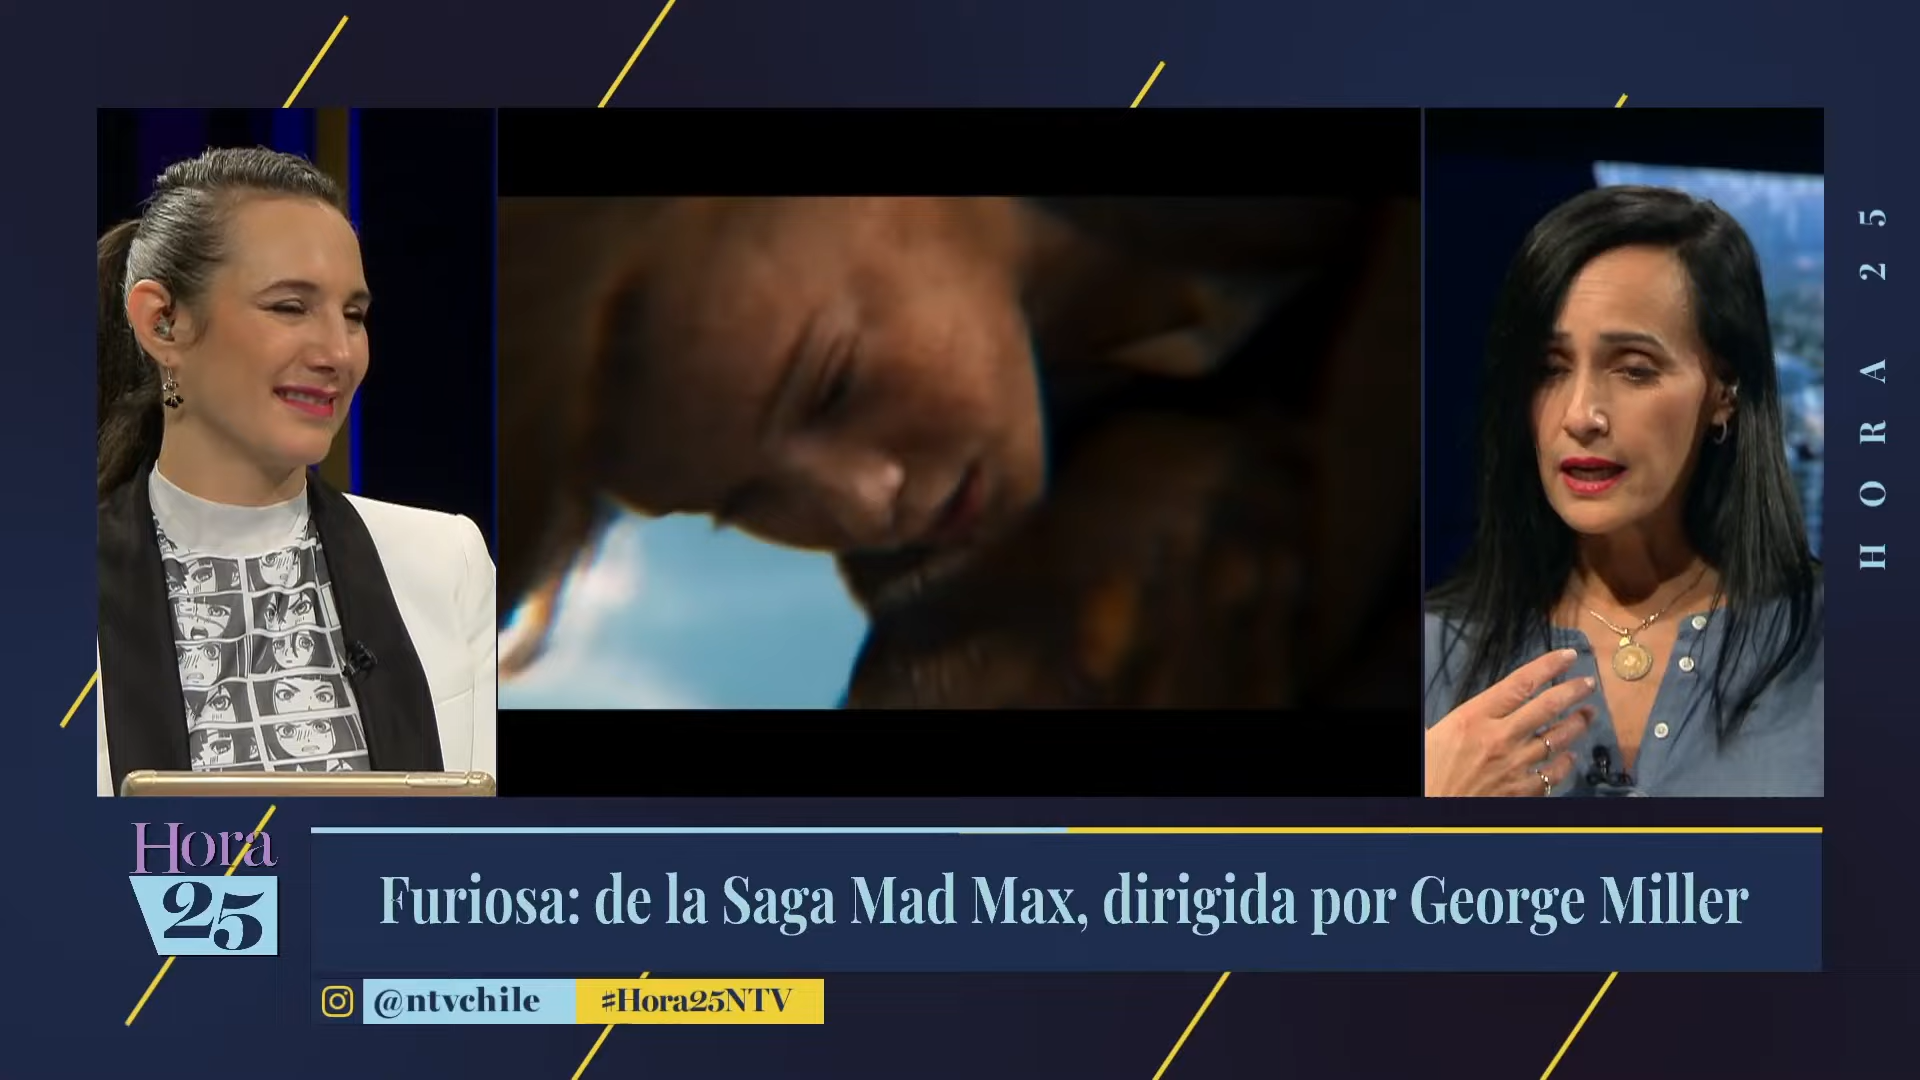 HORA 25
Hora
25
Furiosa: de la Saga Mad Max, dirigida por George Miller
@ntvchile
#Hora25NTV